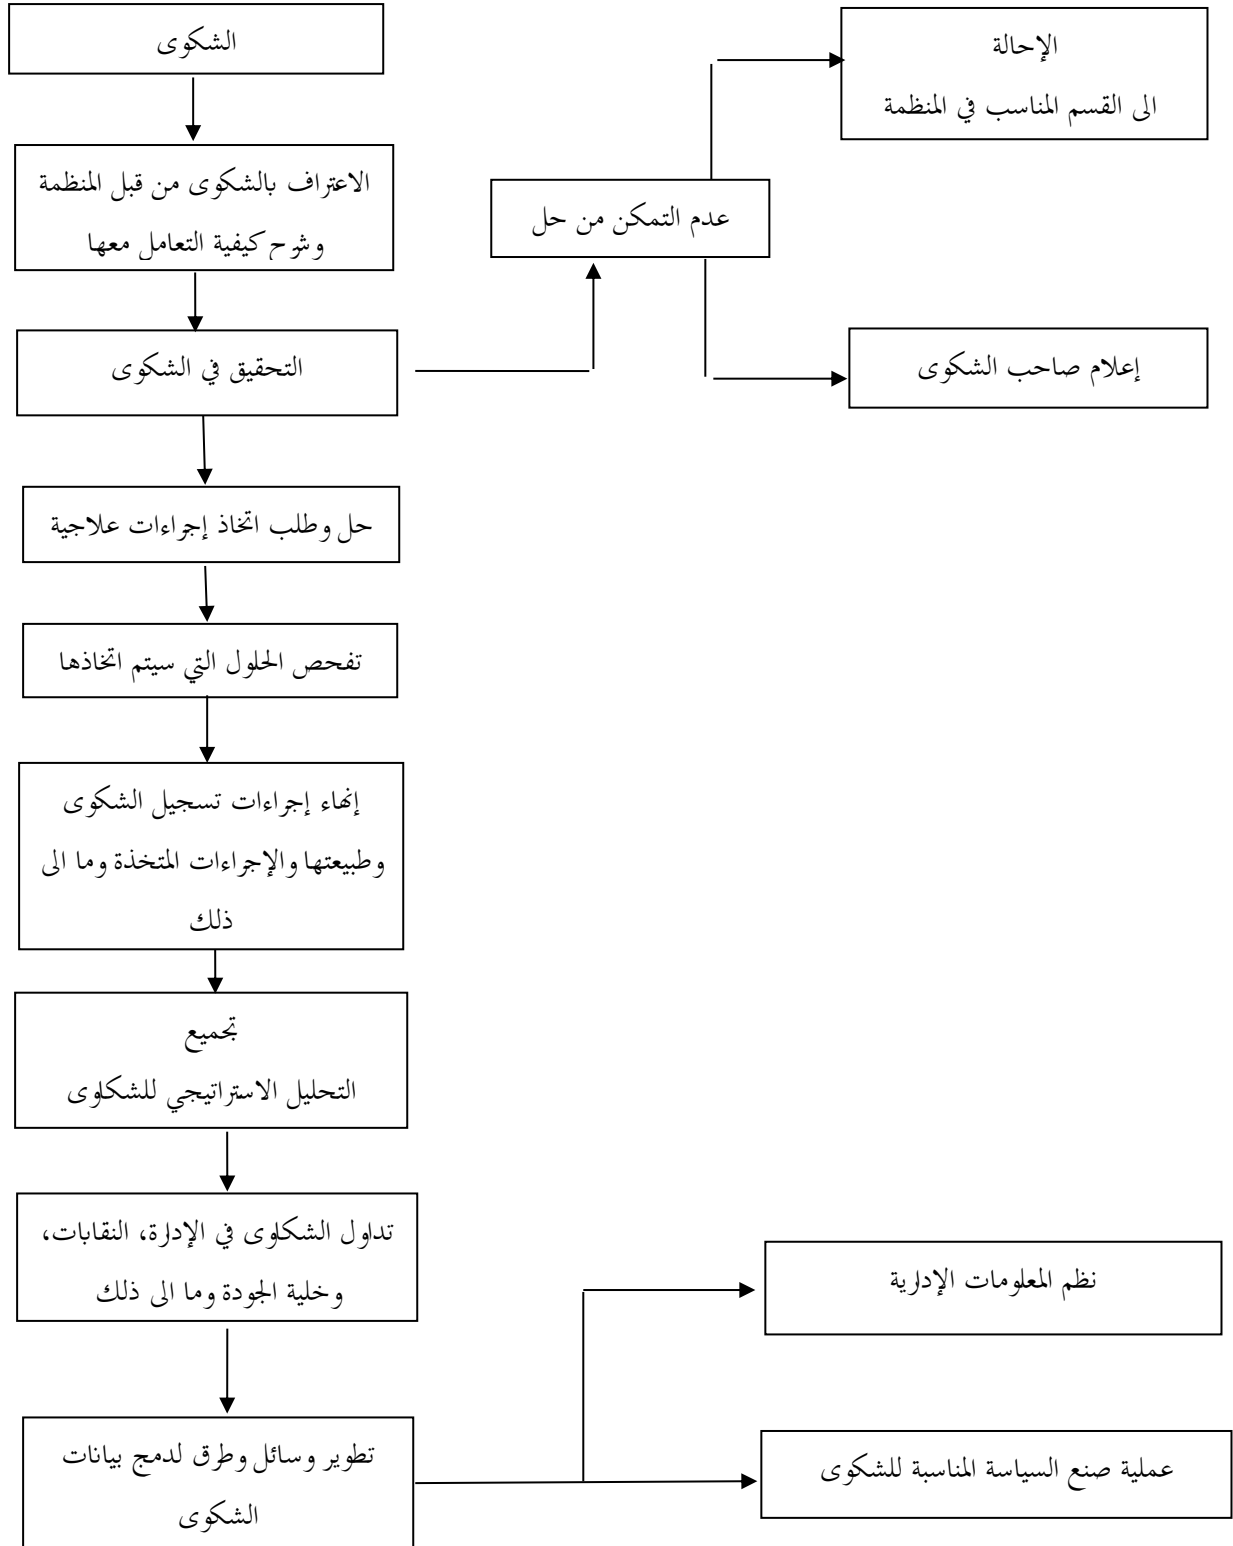 الشكوى
الإحالة
الى القسم المناسب في المنظمة
الاعتراف بالشكوى من قبل المنظمة
وشرح كيفية التعامل معها
عدم التمكن من حل
التحقيق في الشكوى
إعلام صاحب الشكوى
حل وطلب اتخاذ إجراءات علاجية
تفحص الحلول التي سيتم اتخاذها
إنهاء إجراءات تسجيل الشكوى
وطبيعتها والإجراءات المتخذة وما الى
ذلك
تجميع
التحليل الاستراتيجي للشكاوى
تداول الشكاوى في الإدارة، النقابات،
وخلية الجودة وما الى ذلك
نظم المعلومات الإدارية
تطوير وسائل وطرق لدمج بيانات
الشكوى
عملية صنع السياسة المناسبة للشكوى